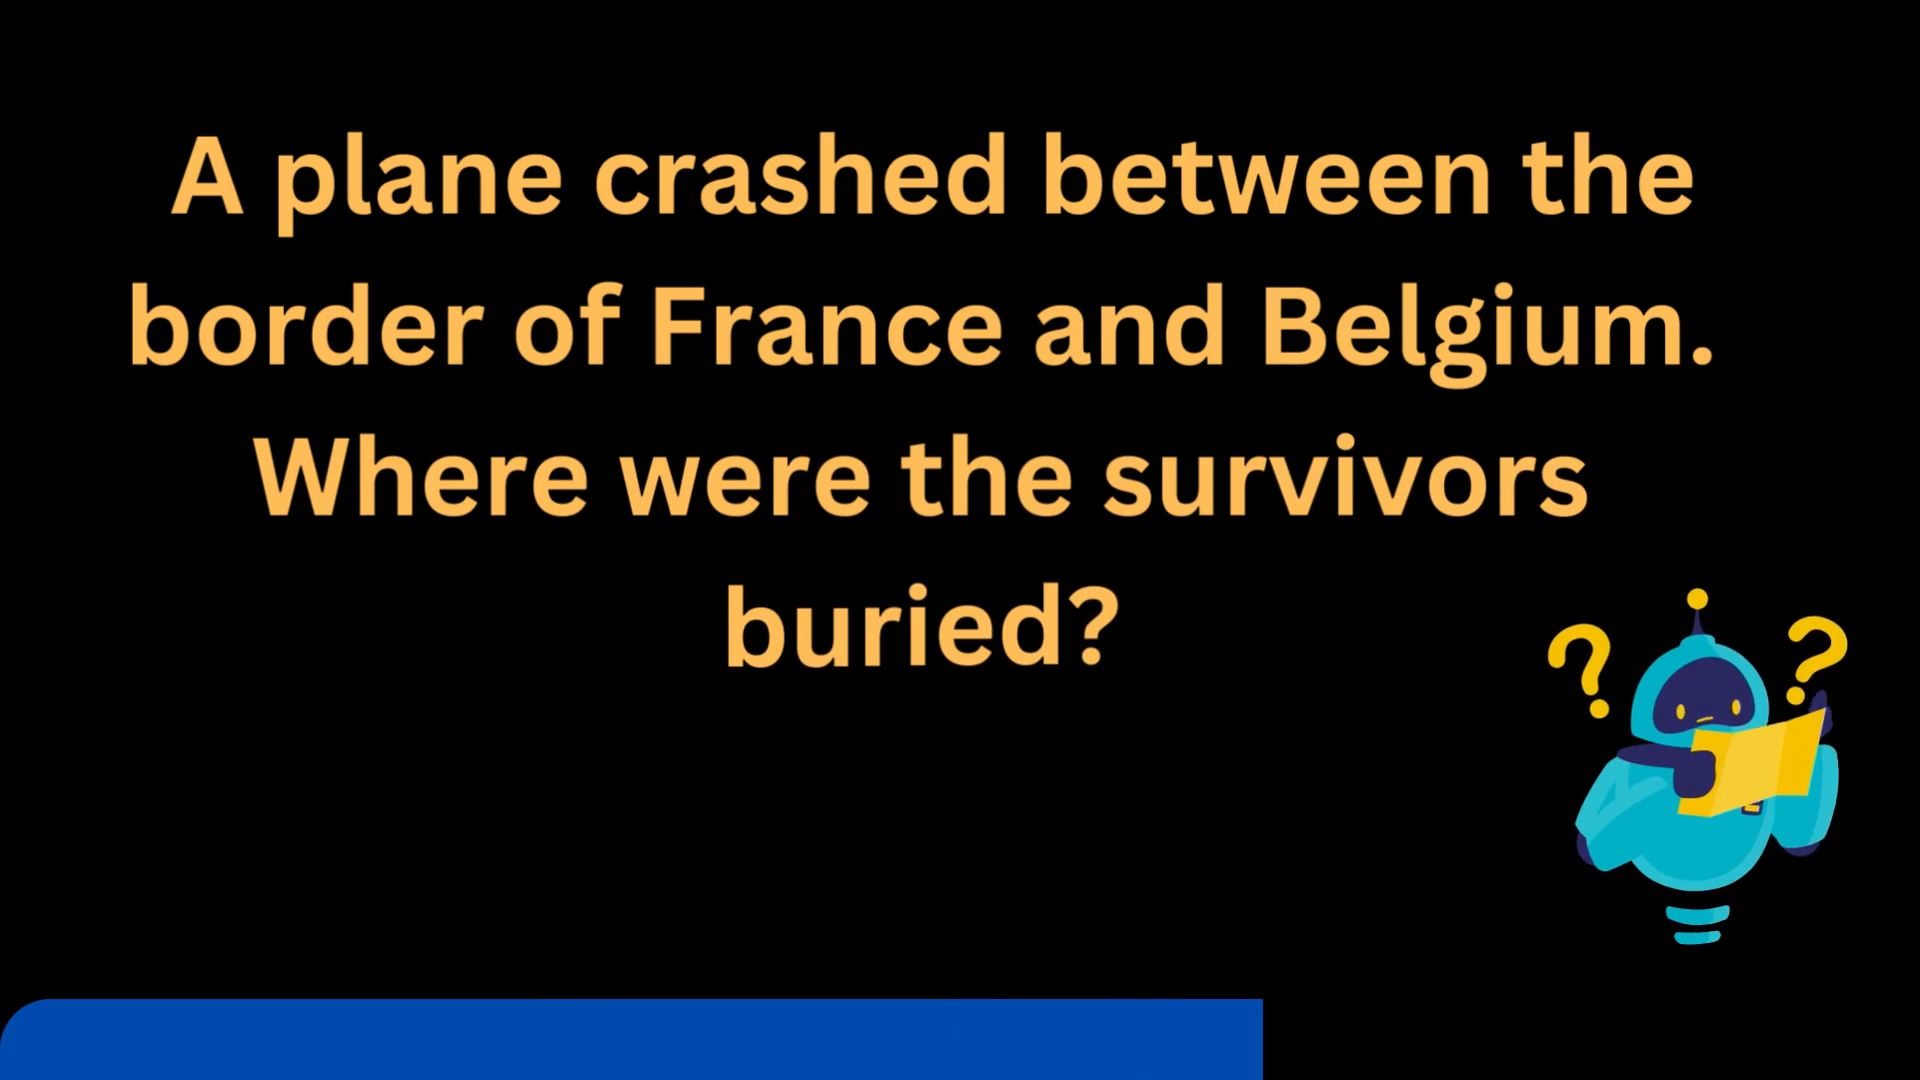 A plane crashed between the
border of France and Belgium.
Where were the survivors
buried?
? ?